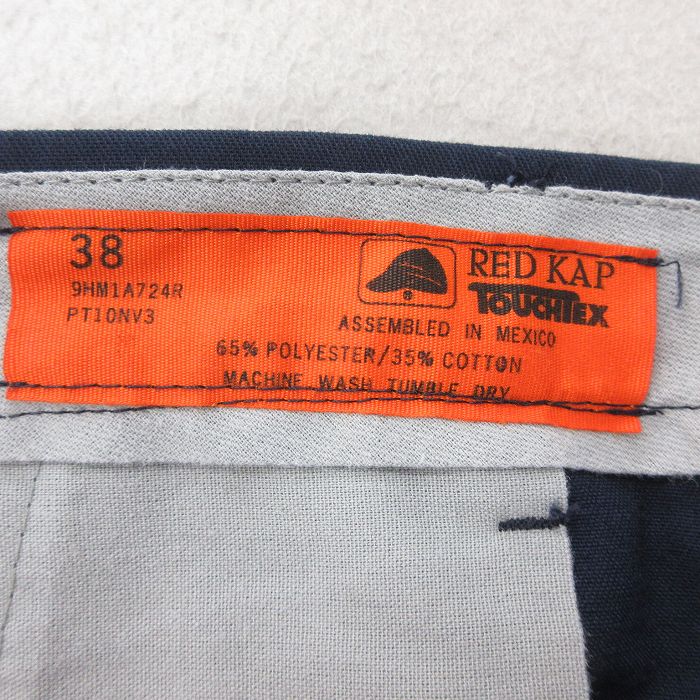 38
9HM1A724R
PT10NV3
RED KAP
TOUCHTEX
ASSEMBLED IN MEXICO
65% POLYESTER/35% COTTON
MACHINE WASH TUMBLE DRY